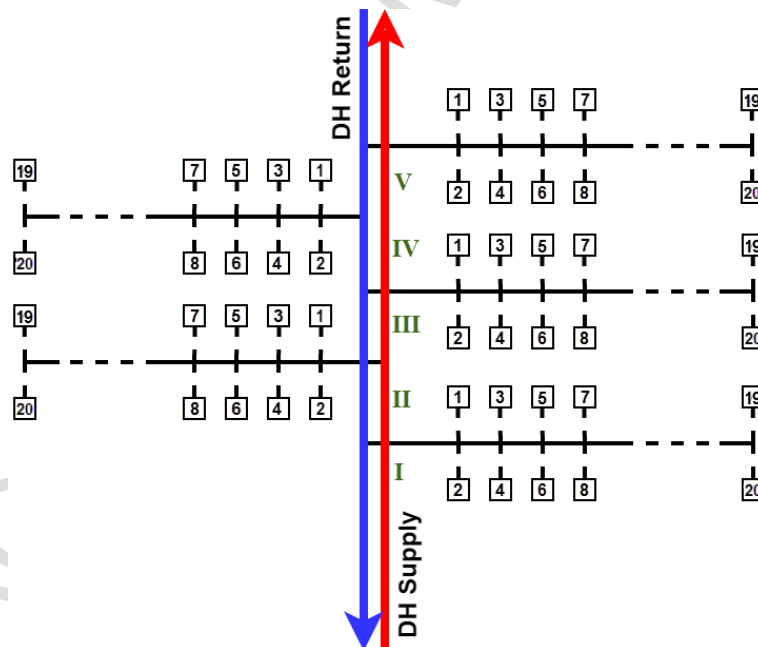 DH Return
1 3 5 7 19
2 4 6 8 20
V
19 7 5 3 1
20 8 6 4 2
IV
1 3 5 7 19
2 4 6 8 20
III
19 7 5 3 1
20 8 6 4 2
II
1 3 5 7 19
2 4 6 8 20
I
DH Supply